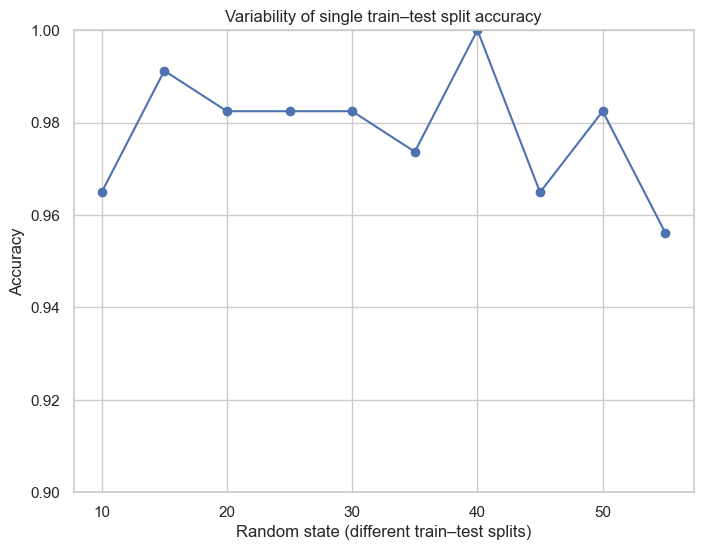 Variability of single train–test split accuracy
1.00
0.98
0.96
0.94
0.92
0.90
Accuracy
10 20 30 40 50
Random state (different train–test splits)